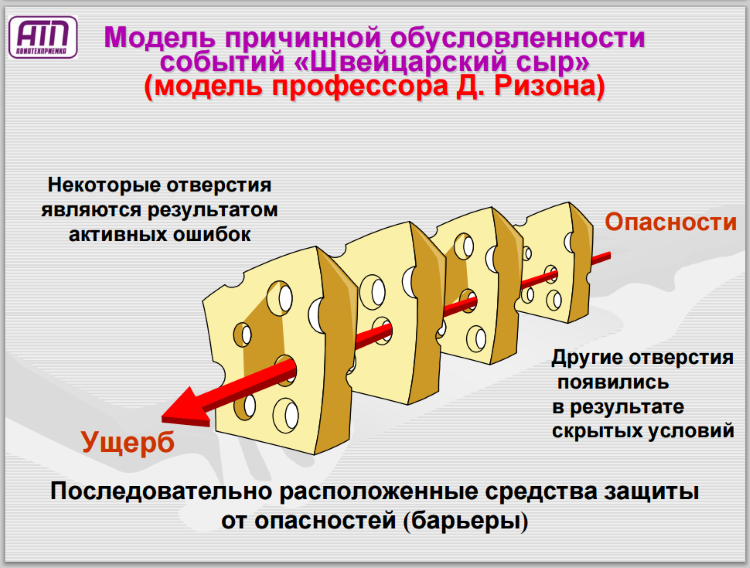 АТП
АВИАТЕХПРИЕМКА
Модель причинной обусловленности
событий «Швейцарский сыр»
(модель профессора Д. Ризона)
Некоторые отверстия
являются результатом
активных ошибок
Опасности
Другие отверстия
появились
в результате
скрытых условий
Ущерб
Последовательно расположенные средства защиты
от опасностей (барьеры)